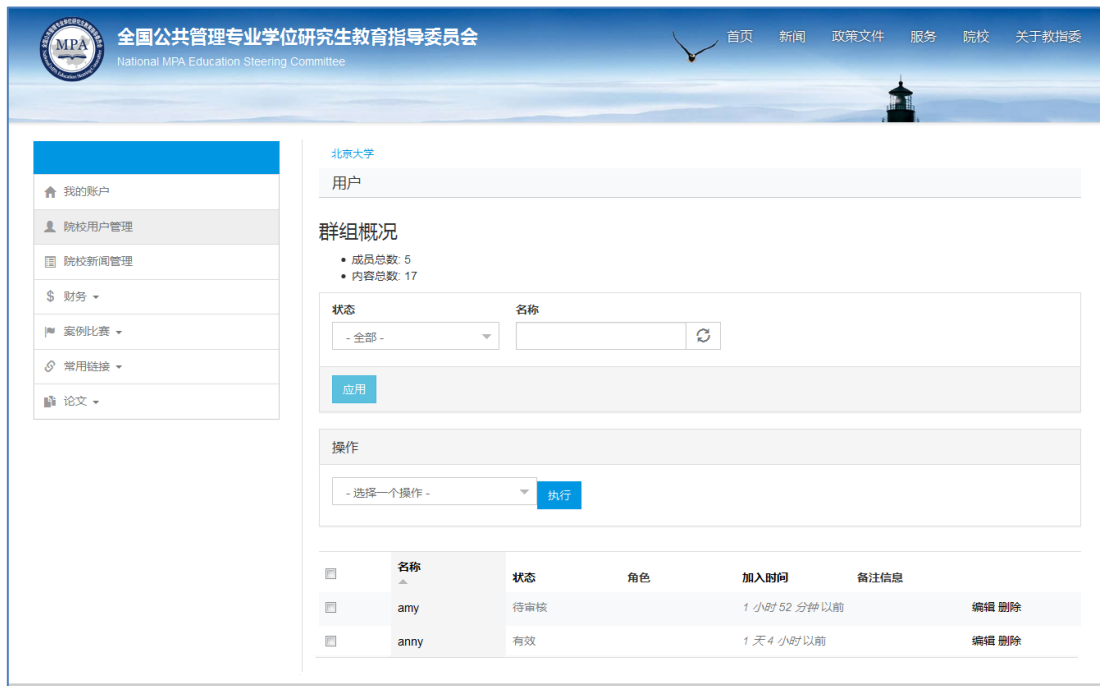 MPA
全国公共管理专业学位研究生教育指导委员会
National MPA Education Steering Committee
首页 新闻 政策文件 服务 院校 关于教指委
我的账户
院校用户管理
院校新闻管理
$ 财务
案例比赛
常用链接
论文
北京大学
用户
群组概况
• 成员总数: 5
• 内容总数: 17
状态 名称
- 全部 -
应用
操作
- 选择一个操作 - 执行
名称 状态 角色 加入时间 备注信息
amy 待审核 1 小时 52 分钟 以前 编辑 删除
anny 有效 1 天 4 小时 以前 编辑 删除